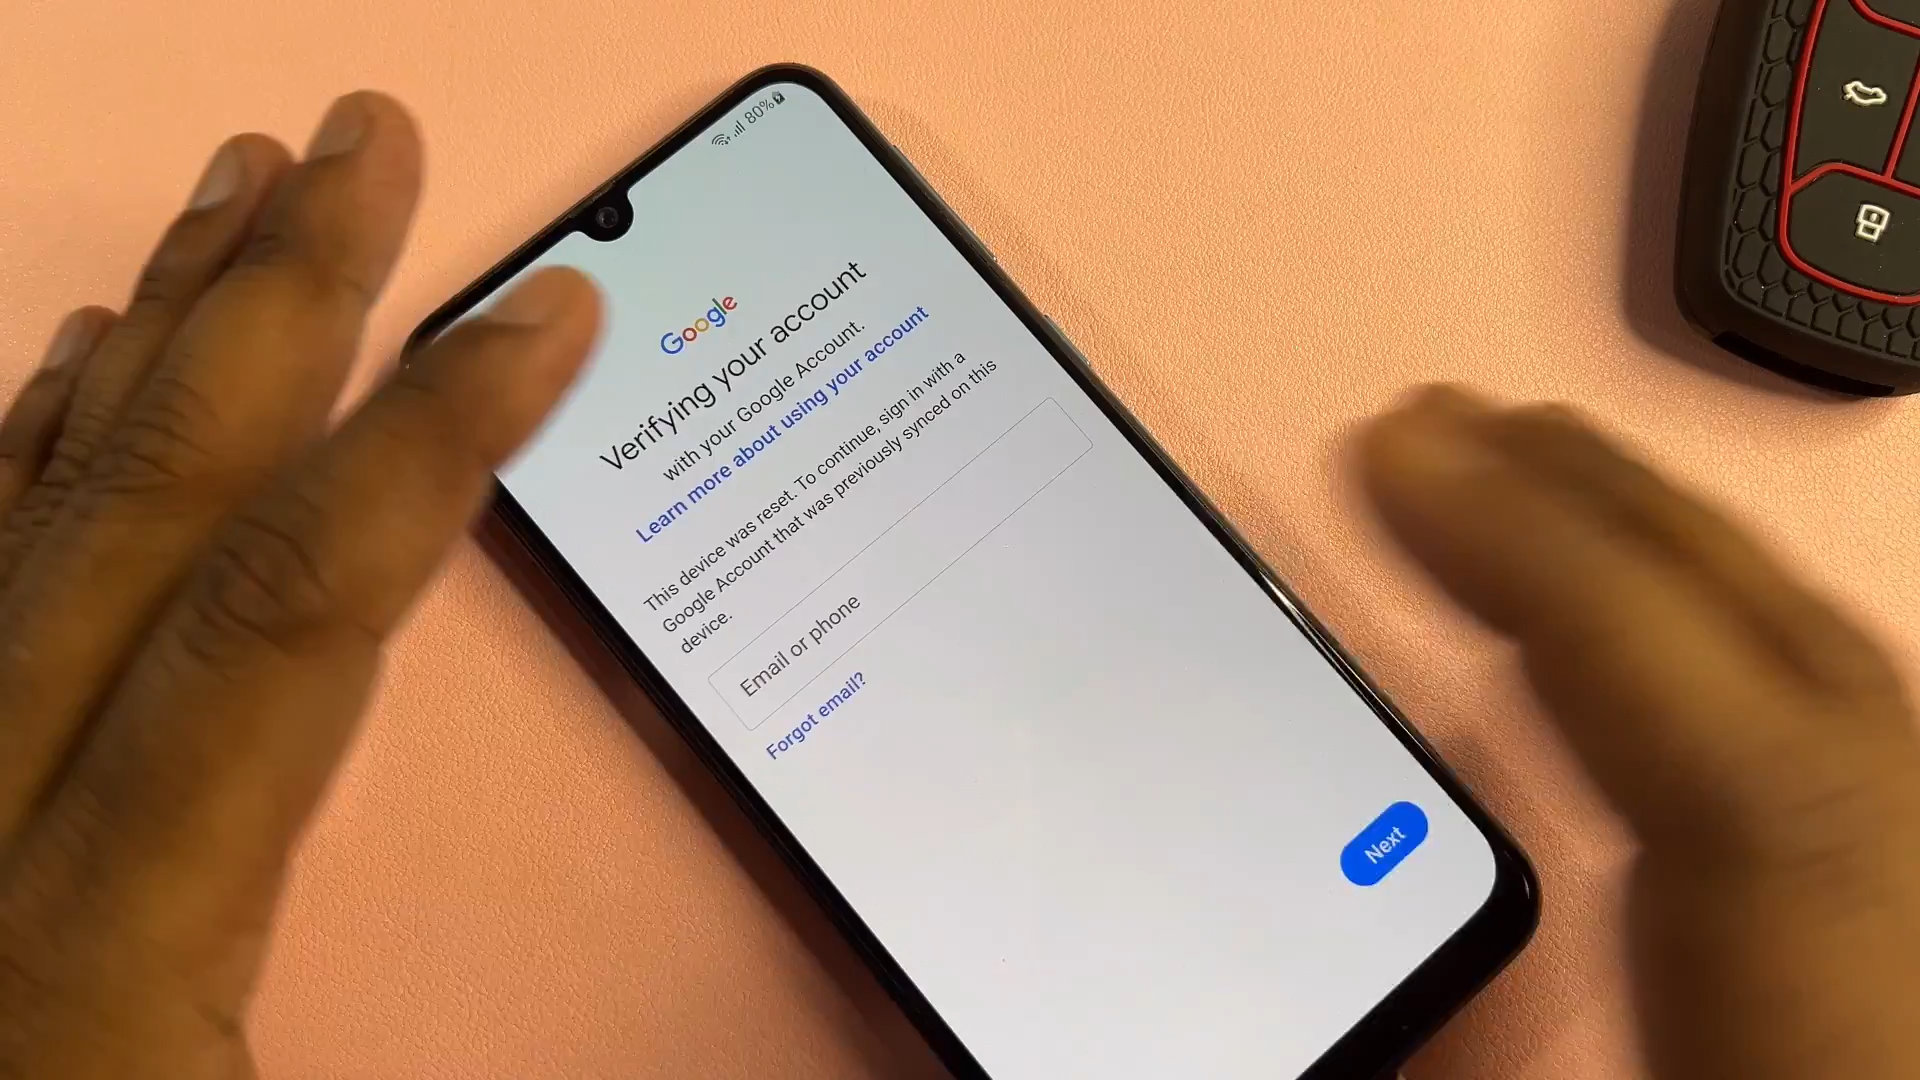 80%
Google
Verifying your account
with your Google Account.
Learn more about using your account
This device was reset. To continue, sign in with a
Google Account that was previously synced on this
device.
Email or phone
Forgot email?
Next